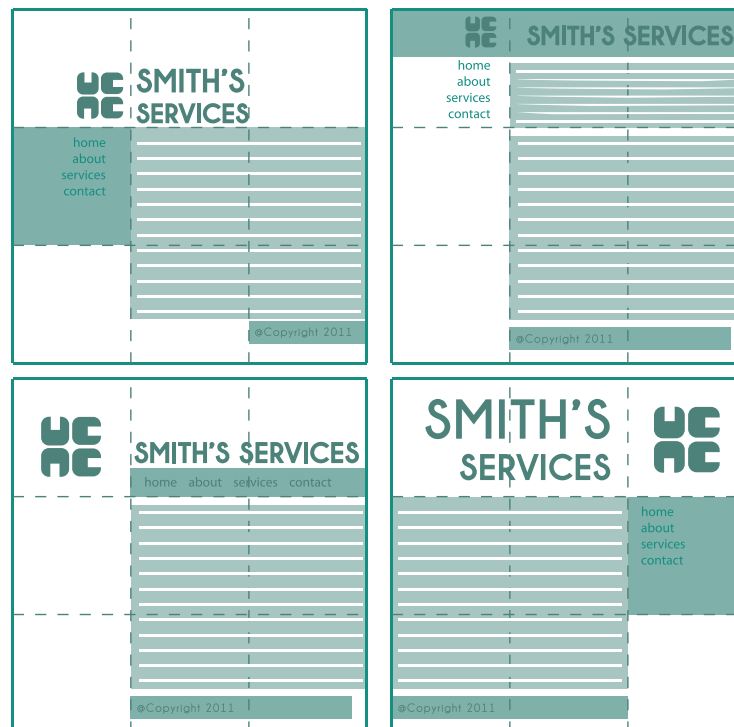 SMITH'S
SERVICES
home
about
services
contact
@Copyright 2011
SMITH'S SERVICES
home
about
services
contact
@Copyright 2011
SMITH'S SERVICES
home about services contact
@Copyright 2011
SMITH'S
SERVICES
home
about
services
contact
@Copyright 2011